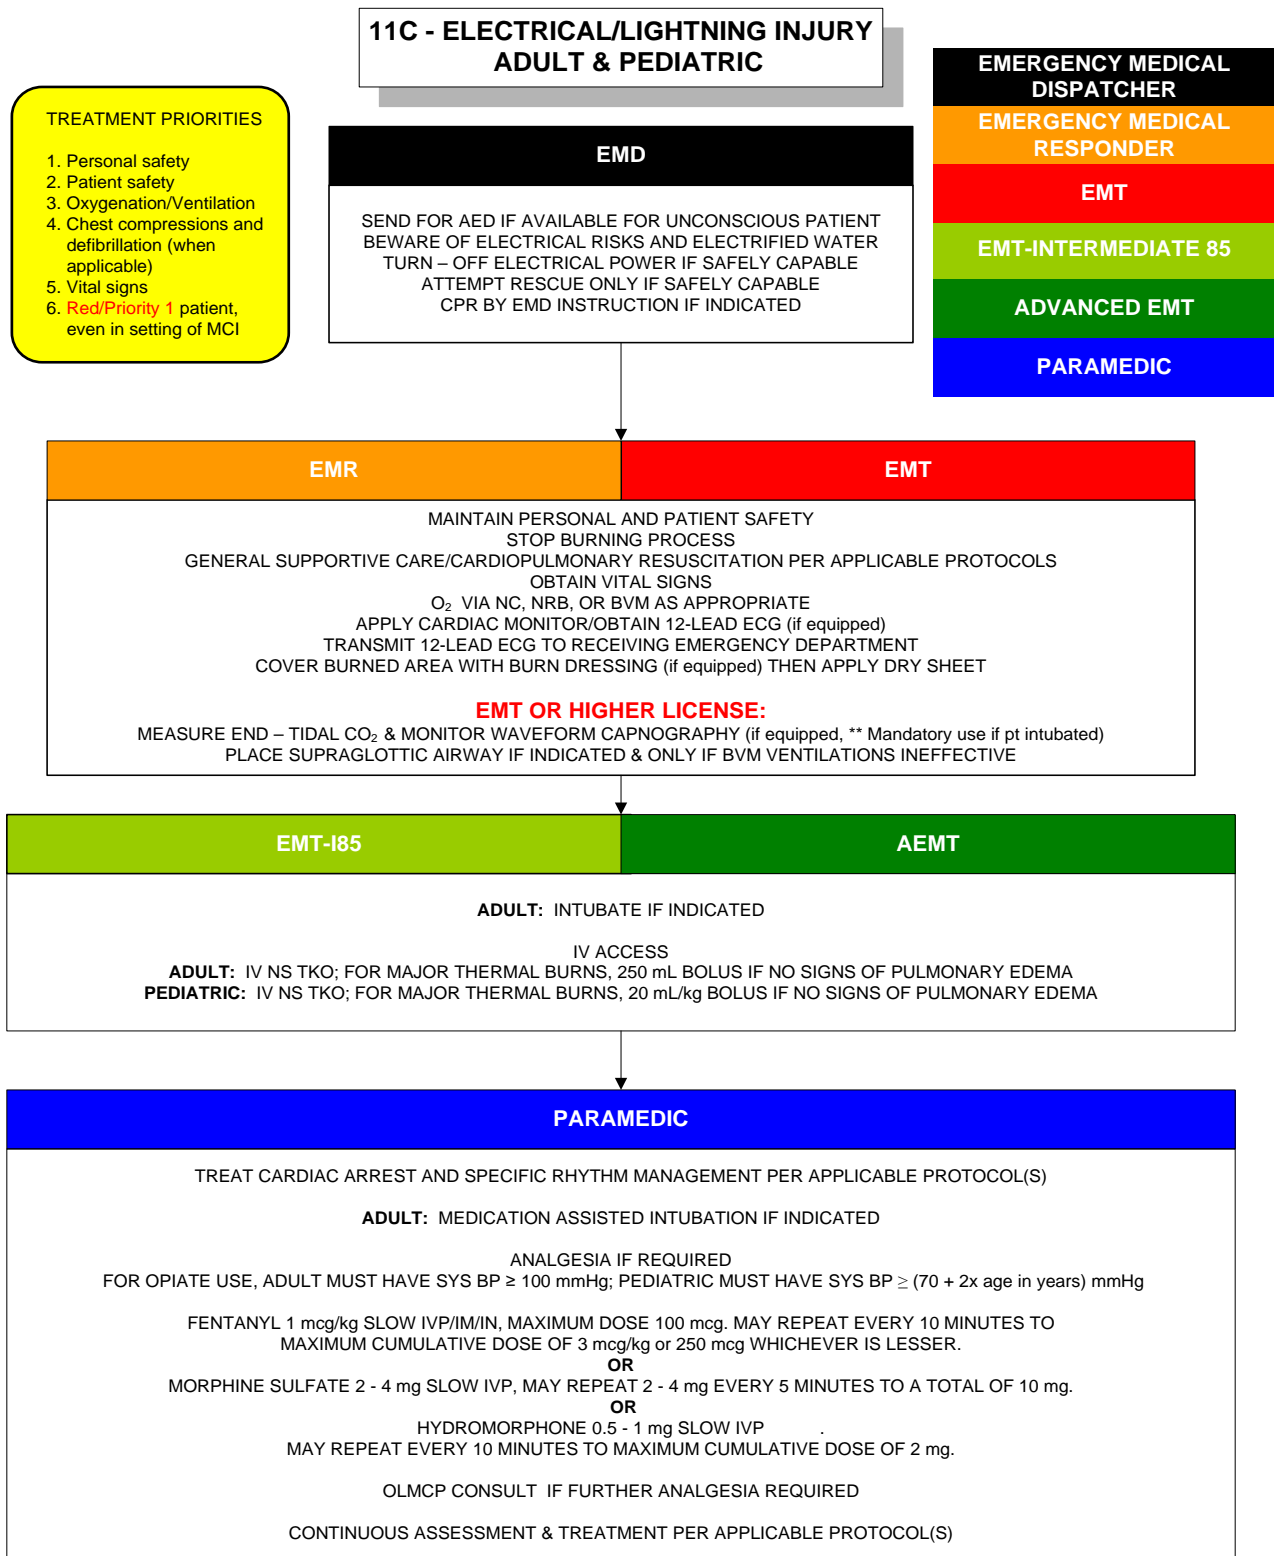 11C - ELECTRICAL/LIGHTNING INJURY
ADULT & PEDIATRIC
TREATMENT PRIORITIES
1. Personal safety
2. Patient safety
3. Oxygenation/Ventilation
4. Chest compressions and
defibrillation (when
applicable)
5. Vital signs
6. Red/Priority 1 patient,
even in setting of MCI
EMERGENCY MEDICAL
DISPATCHER
EMERGENCY MEDICAL
RESPONDER
EMT
EMT-INTERMEDIATE 85
ADVANCED EMT
PARAMEDIC
EMD
SEND FOR AED IF AVAILABLE FOR UNCONSCIOUS PATIENT
BEWARE OF ELECTRICAL RISKS AND ELECTRIFIED WATER
TURN – OFF ELECTRICAL POWER IF SAFELY CAPABLE
ATTEMPT RESCUE ONLY IF SAFELY CAPABLE
CPR BY EMD INSTRUCTION IF INDICATED
EMR
EMT
MAINTAIN PERSONAL AND PATIENT SAFETY
STOP BURNING PROCESS
GENERAL SUPPORTIVE CARE/CARDIOPULMONARY RESUSCITATION PER APPLICABLE PROTOCOLS
OBTAIN VITAL SIGNS
O₂ VIA NC, NRB, OR BVM AS APPROPRIATE
APPLY CARDIAC MONITOR/OBTAIN 12-LEAD ECG (if equipped)
TRANSMIT 12-LEAD ECG TO RECEIVING EMERGENCY DEPARTMENT
COVER BURNED AREA WITH BURN DRESSING (if equipped) THEN APPLY DRY SHEET
EMT OR HIGHER LICENSE:
MEASURE END – TIDAL CO₂ & MONITOR WAVEFORM CAPNOGRAPHY (if equipped, ** Mandatory use if pt intubated)
PLACE SUPRAGLOTTIC AIRWAY IF INDICATED & ONLY IF BVM VENTILATIONS INEFFECTIVE
EMT-I85
AEMT
ADULT: INTUBATE IF INDICATED
IV ACCESS
ADULT: IV NS TKO; FOR MAJOR THERMAL BURNS, 250 mL BOLUS IF NO SIGNS OF PULMONARY EDEMA
PEDIATRIC: IV NS TKO; FOR MAJOR THERMAL BURNS, 20 mL/kg BOLUS IF NO SIGNS OF PULMONARY EDEMA
PARAMEDIC
TREAT CARDIAC ARREST AND SPECIFIC RHYTHM MANAGEMENT PER APPLICABLE PROTOCOL(S)
ADULT: MEDICATION ASSISTED INTUBATION IF INDICATED
ANALGESIA IF REQUIRED
FOR OPIATE USE, ADULT MUST HAVE SYS BP ≥ 100 mmHg; PEDIATRIC MUST HAVE SYS BP ≥ (70 + 2x age in years) mmHg
FENTANYL 1 mcg/kg SLOW IVP/IM/IN, MAXIMUM DOSE 100 mcg. MAY REPEAT EVERY 10 MINUTES TO
MAXIMUM CUMULATIVE DOSE OF 3 mcg/kg or 250 mcg WHICHEVER IS LESSER.
OR
MORPHINE SULFATE 2 - 4 mg SLOW IVP, MAY REPEAT 2 - 4 mg EVERY 5 MINUTES TO A TOTAL OF 10 mg.
OR
HYDROMORPHONE 0.5 - 1 mg SLOW IVP .
MAY REPEAT EVERY 10 MINUTES TO MAXIMUM CUMULATIVE DOSE OF 2 mg.
OLMCP CONSULT IF FURTHER ANALGESIA REQUIRED
CONTINUOUS ASSESSMENT & TREATMENT PER APPLICABLE PROTOCOL(S)